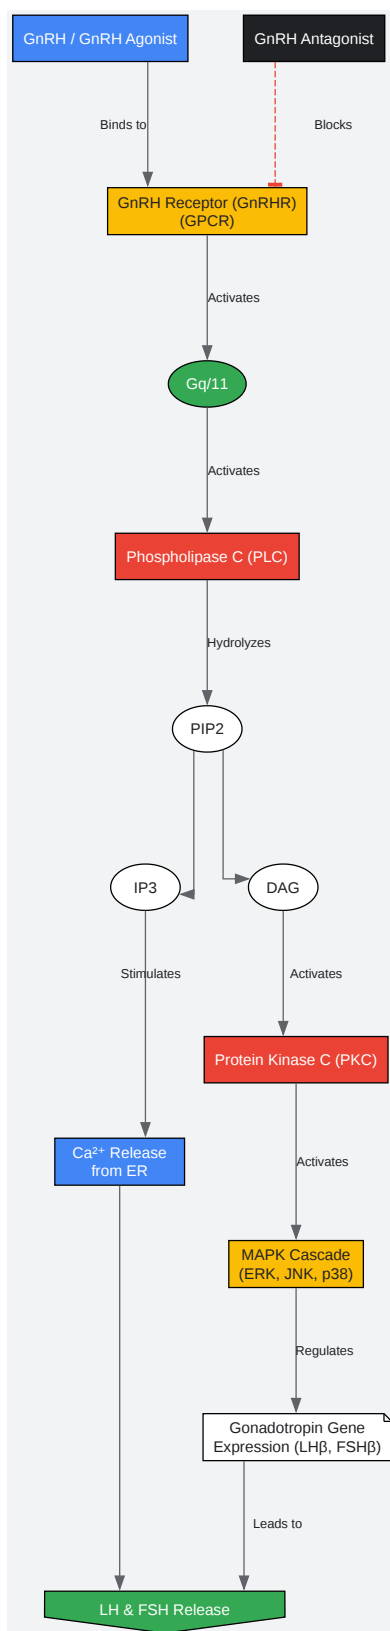 GnRH / GnRH Agonist
GnRH Antagonist
Binds to
Blocks
GnRH Receptor (GnRHR)
(GPCR)
Activates
Gq/11
Activates
Phospholipase C (PLC)
Hydrolyzes
PIP2
IP3
DAG
Stimulates
Activates
Protein Kinase C (PKC)
Ca²⁺ Release
from ER
Activates
MAPK Cascade
(ERK, JNK, p38)
Regulates
Gonadotropin Gene
Expression (LHβ, FSHβ)
Leads to
LH & FSH Release